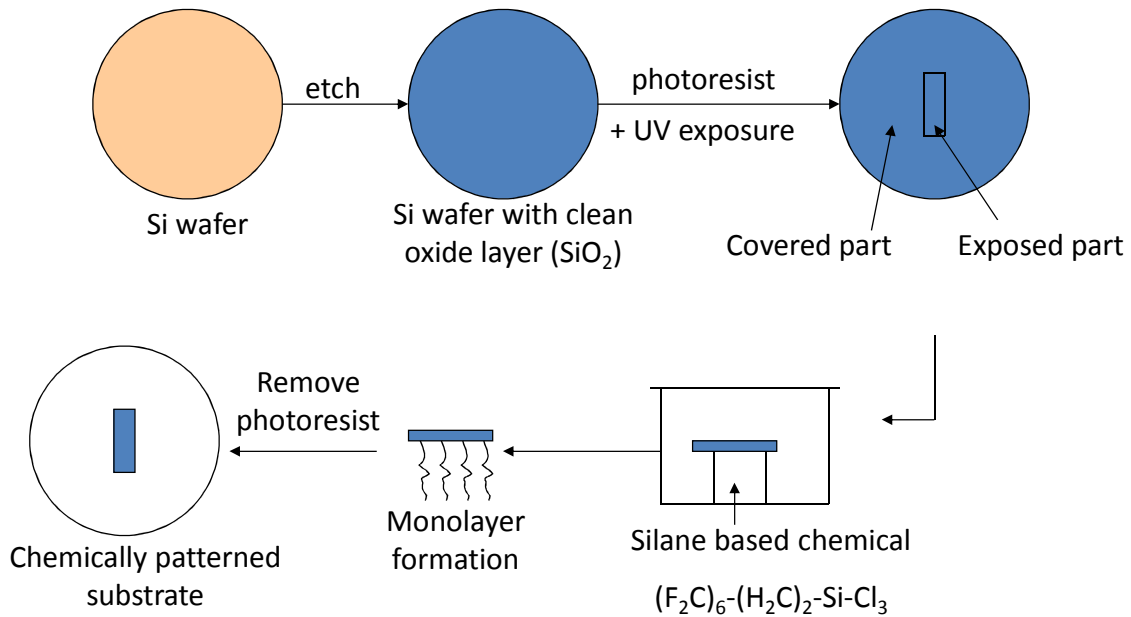 etch
photoresist
+ UV exposure
Si wafer
Si wafer with clean
oxide layer (SiO₂)
Covered part
Exposed part
Remove
photoresist
Monolayer
formation
Silane based chemical
(F₂C)₆-(H₂C)₂-Si-Cl₃
Chemically patterned
substrate